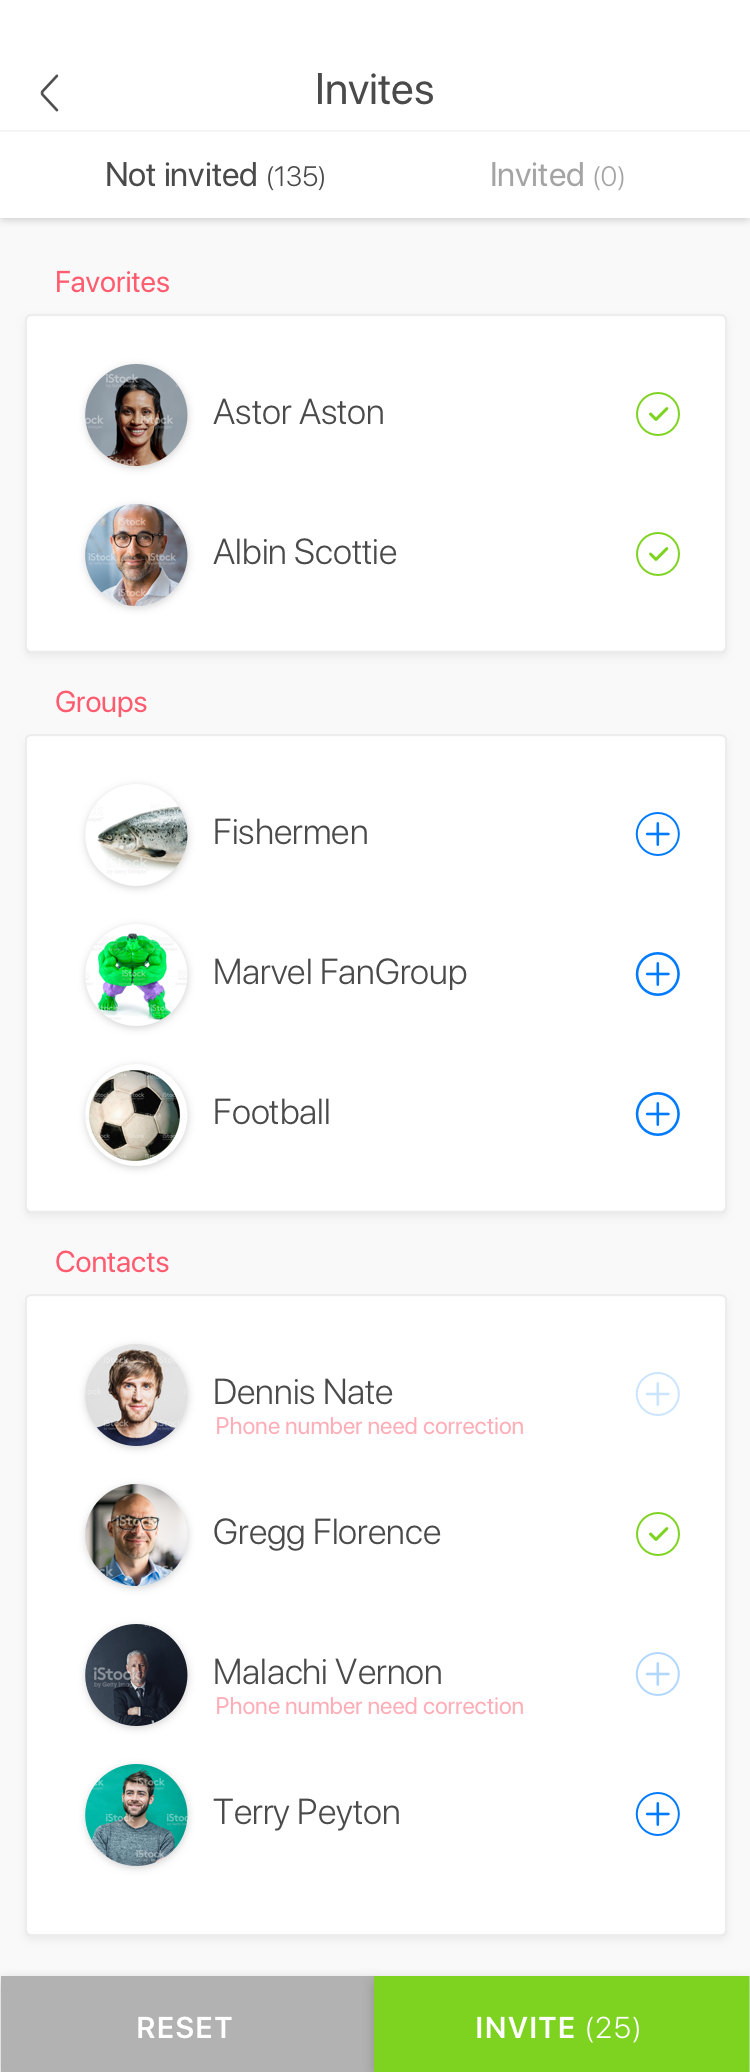 Invites
Not invited (135)
Invited (0)
Favorites
Astor Aston
Albin Scottie
Groups
Fishermen
Marvel FanGroup
Football
Contacts
Dennis Nate
Phone number need correction
Gregg Florence
Malachi Vernon
Phone number need correction
Terry Peyton
RESET
INVITE (25)